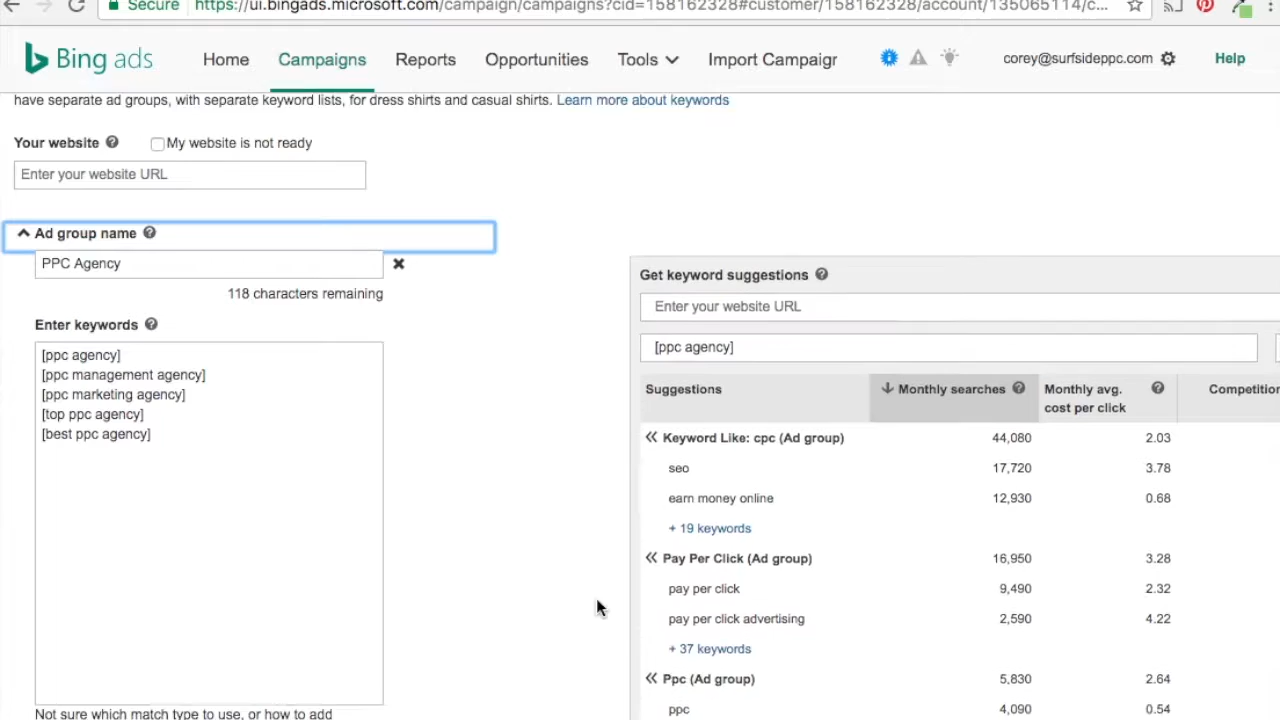 Secure
https://ui.bingads.microsoft.com/campaign/campaigns?cid=158162328#customer/158162328/account/135065114/c...
Bing ads
Home
Campaigns
Reports
Opportunities
Tools
Import Campaigr
corey@surfsideppc.com
Help
have separate ad groups, with separate keyword lists, for dress shirts and casual shirts. Learn more about keywords
Your website
My website is not ready
Enter your website URL
Ad group name
PPC Agency
118 characters remaining
Enter keywords
[ppc agency]
[ppc management agency]
[ppc marketing agency]
[top ppc agency]
[best ppc agency]
Not sure which match type to use, or how to add
Get keyword suggestions
Enter your website URL
[ppc agency]
Suggestions
Monthly searches
Monthly avg.
cost per click
Competition
Keyword Like: cpc (Ad group) 44,080 2.03
seo 17,720 3.78
earn money online 12,930 0.68
+ 19 keywords
Pay Per Click (Ad group) 16,950 3.28
pay per click 9,490 2.32
pay per click advertising 2,590 4.22
+ 37 keywords
Ppc (Ad group) 5,830 2.64
ppc 4,090 0.54